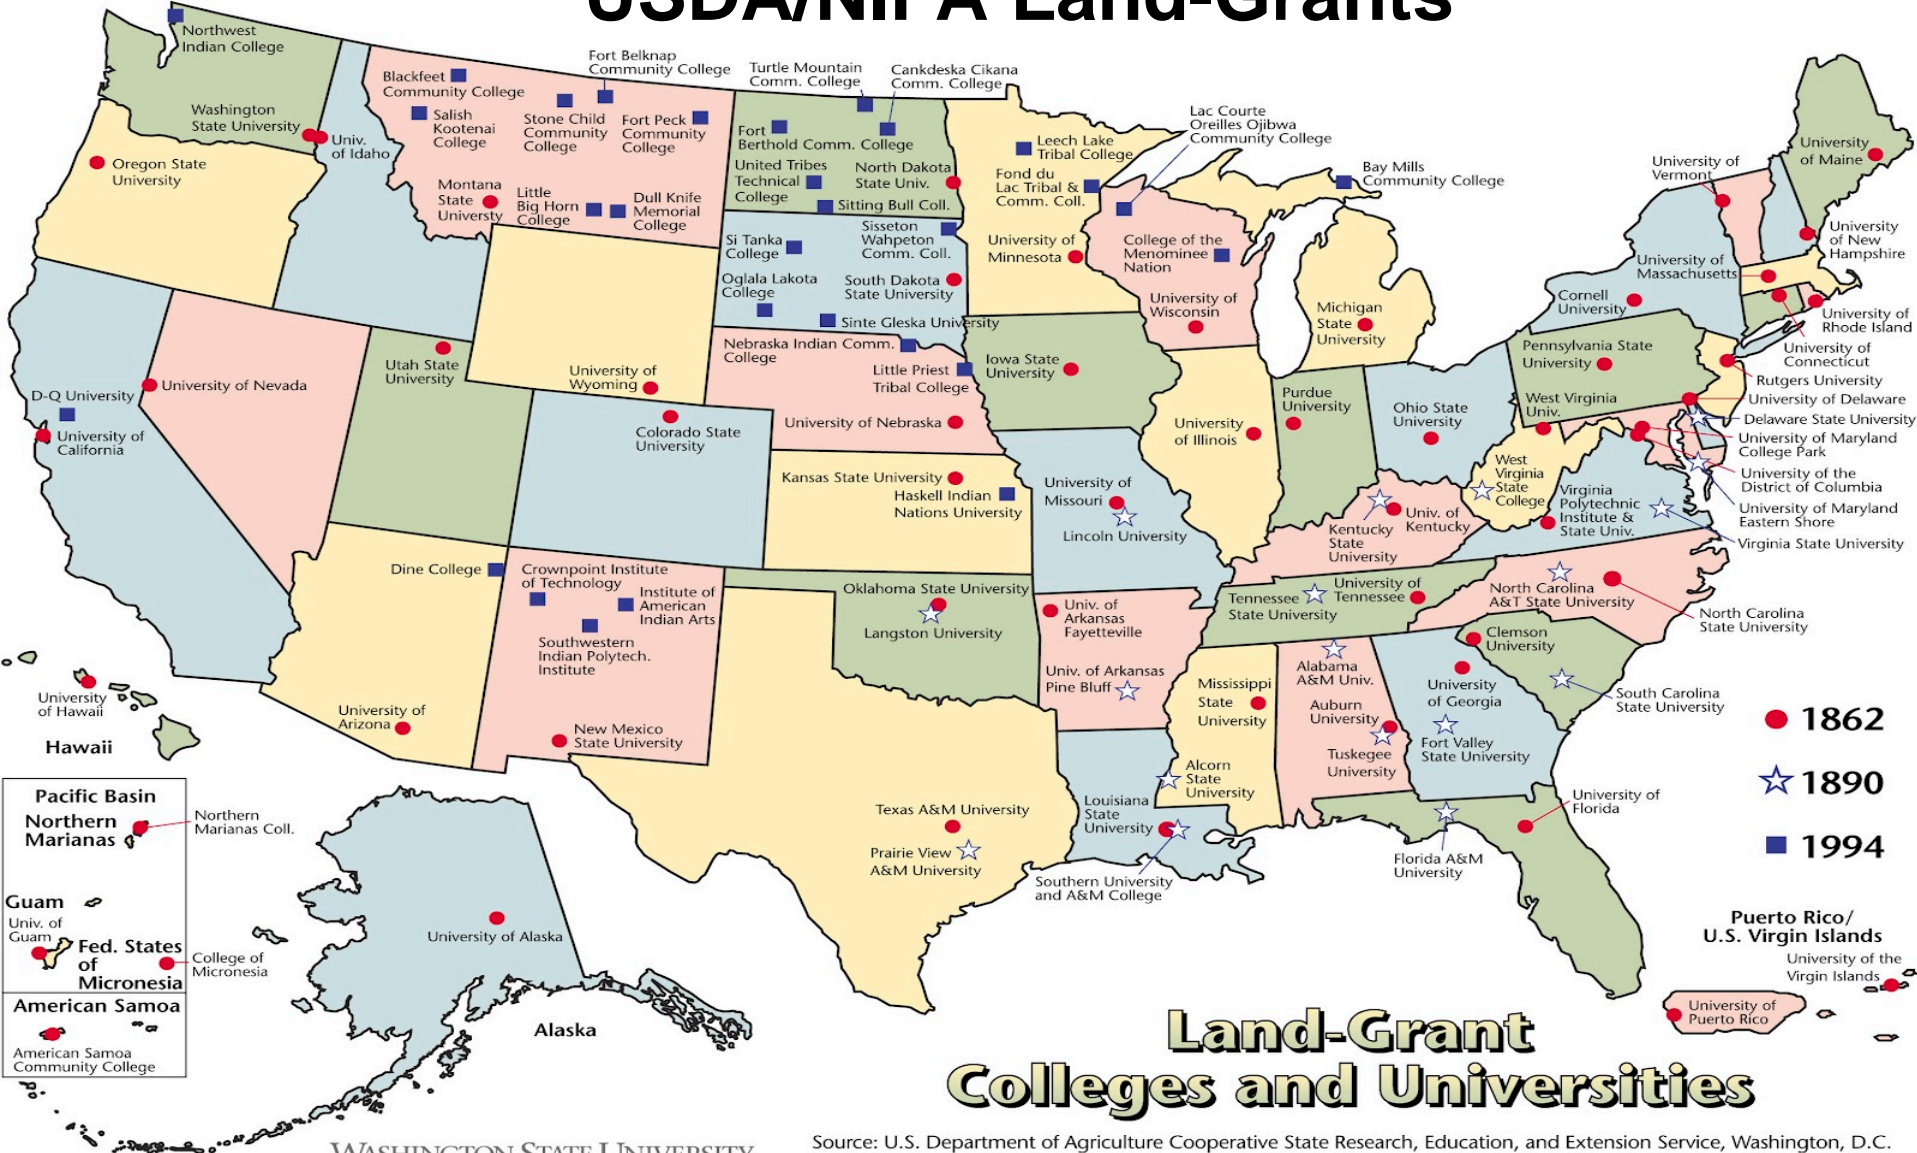 USDA/NIFA Land-Grants
Northwest
Indian College
Washington
State University
Univ.
of Idaho
Oregon State
University
Blackfeet
Community College
Salish
Kootenai
College
Fort Belknap
Community College
Stone Child
Community
College
Fort Peck
Community
College
Montana
State
Universty
Little
Big Horn
College
Dull Knife
Memorial
College
Turtle Mountain
Comm. College
Cankdeska Cikana
Comm. College
Fort
Berthold Comm. College
United Tribes
Technical
College
North Dakota
State Univ.
Sitting Bull Coll.
Si Tanka
College
Sisseton
Wahpeton
Comm. Coll.
Oglala Lakota
College
South Dakota
State University
Sinte Gleska University
Leech Lake
Tribal College
Fond du
Lac Tribal &
Comm. Coll.
University of
Minnesota
Lac Courte
Oreilles Ojibwa
Community College
College of the
Menominee
Nation
University of
Wisconsin
Bay Mills
Community College
Michigan
State
University
University of
Vermont
University
of Maine
University
of New
Hampshire
University of
Massachusetts
Cornell
University
University of
Rhode Island
University of
Connecticut
Pennsylvania State
University
Rutgers University
University of Delaware
Delaware State University
University of Maryland
College Park
University of the
District of Columbia
University of Maryland
Eastern Shore
Virginia State University
West Virginia
Univ.
West
Virginia
State
College
Virginia
Polytechnic
Institute &
State Univ.
D-Q University
University of
California
University of Nevada
Utah State
University
University of
Wyoming
Colorado State
University
Nebraska Indian Comm.
College
Little Priest
Tribal College
University of Nebraska
Kansas State University
Haskell Indian
Nations University
Iowa State
University
University of
Missouri
Lincoln University
University
of Illinois
Purdue
University
Ohio State
University
Kentucky
State
University
Univ. of
Kentucky
Tennessee
State University
University of
Tennessee
North Carolina
A&T State University
North Carolina
State University
Dine College
University of
Arizona
Crownpoint Institute
of Technology
Institute of
American
Indian Arts
Southwestern
Indian Polytech.
Institute
New Mexico
State University
Oklahoma State University
Langston University
Univ. of
Arkansas
Fayetteville
Univ. of Arkansas
Pine Bluff
Texas A&M University
Prairie View
A&M University
Louisiana
State
University
Southern University
and A&M College
Mississippi
State
University
Alcorn
State
University
Alabama
A&M Univ.
Auburn
University
Tuskegee
University
University
of Georgia
Fort Valley
State University
Clemson
University
South Carolina
State University
University of
Florida
Florida A&M
University
University
of Hawaii
Hawaii
Pacific Basin
Northern
Marianas
Northern
Marianas Coll.
Guam
Univ. of
Guam
Fed. States
of
Micronesia
College of
Micronesia
American Samoa
American Samoa
Community College
University of Alaska
Alaska
1862
1890
1994
Puerto Rico/
U.S. Virgin Islands
University of the
Virgin Islands
University of
Puerto Rico
Land-Grant
Colleges and Universities
WASHINGTON STATE UNIVERSITY
Source: U.S. Department of Agriculture Cooperative State Research, Education, and Extension Service, Washington, D.C.